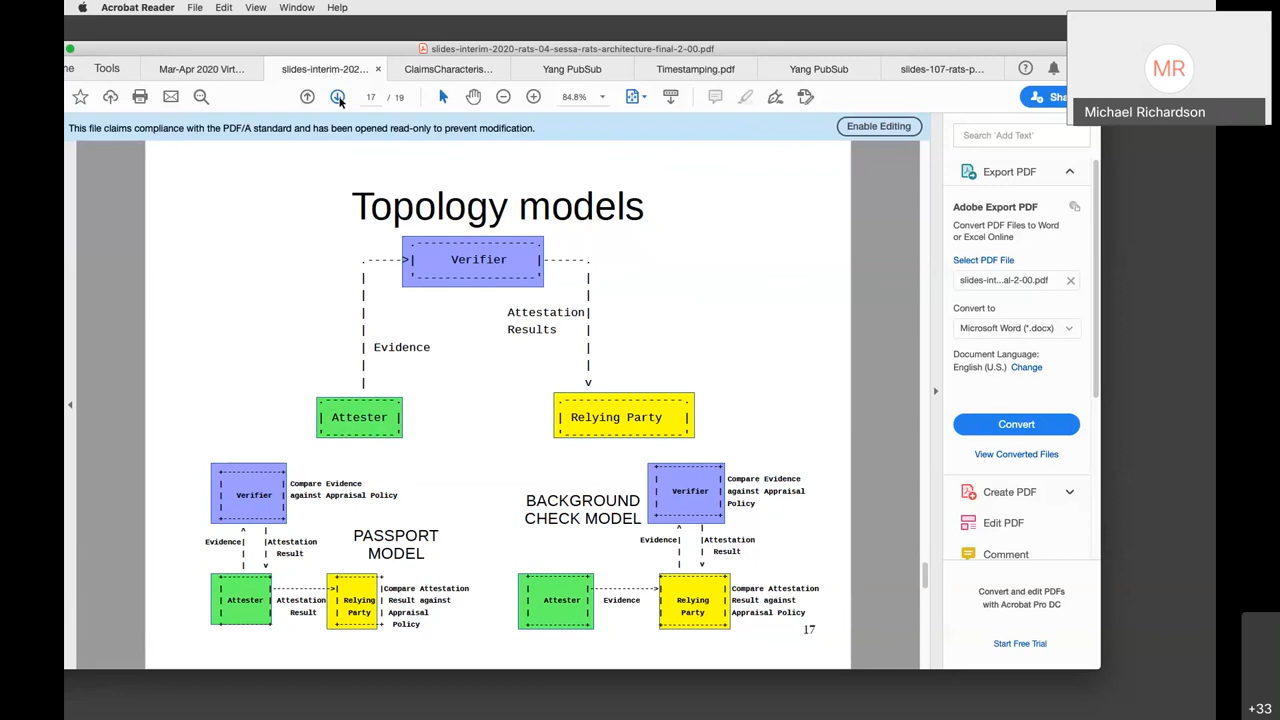 Acrobat Reader File Edit View Window Help
slides-interim-2020-rats-04-sessa-rats-architecture-final-2-00.pdf
me Tools Mar-Apr 2020 Virt... slides-interim-202... × ClaimsCharacteris... Yang PubSub Timestamping.pdf Yang PubSub slides-107-rats-p...
17 / 19 84.8% Sha
MR
Michael Richardson
This file claims compliance with the PDF/A standard and has been opened read-only to prevent modification.
Enable Editing
Topology models
Verifier
Attestation
Results
Evidence
Attester
Relying Party
Verifier
Compare Evidence
against Appraisal Policy
Evidence
Attestation
Result
PASSPORT
MODEL
Attester
Attestation
Result
Relying
Party
Compare Attestation
Result against
Appraisal
Policy
BACKGROUND
CHECK MODEL
Verifier
Compare Evidence
against Appraisal
Policy
Evidence
Attestation
Result
Attester
Evidence
Relying
Party
Compare Attestation
Result against
Appraisal Policy
17
Search 'Add Text'
Export PDF
Adobe Export PDF
Convert PDF Files to Word
or Excel Online
Select PDF File
slides-int...al-2-00.pdf
Convert to
Microsoft Word (*.docx)
Document Language:
English (U.S.) Change
Convert
View Converted Files
Create PDF
Edit PDF
Comment
Convert and edit PDFs
with Acrobat Pro DC
Start Free Trial
+33